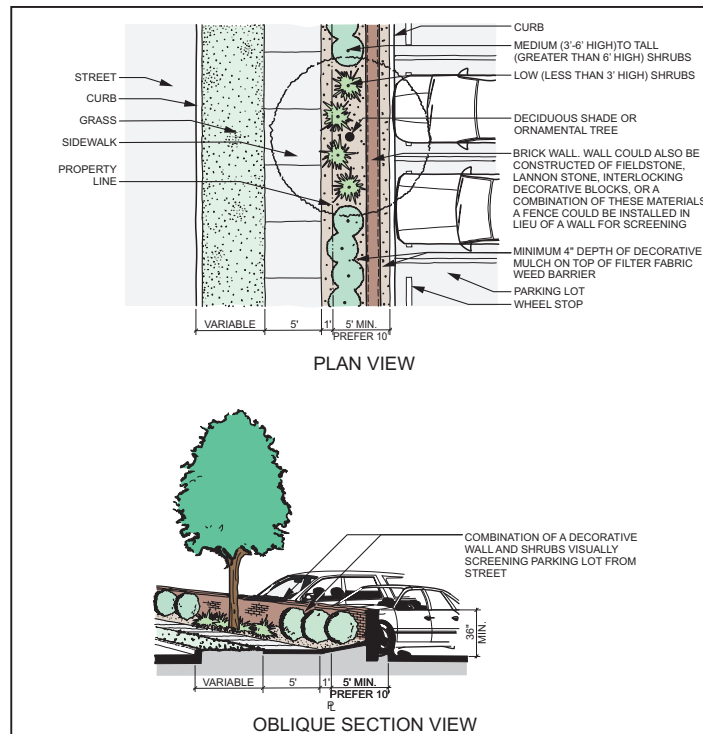 STREET
CURB
GRASS
SIDEWALK
PROPERTY
LINE
CURB
MEDIUM (3'-6' HIGH)TO TALL
(GREATER THAN 6' HIGH) SHRUBS
LOW (LESS THAN 3' HIGH) SHRUBS
DECIDUOUS SHADE OR
ORNAMENTAL TREE
BRICK WALL. WALL COULD ALSO BE
CONSTRUCTED OF FIELDSTONE,
LANNON STONE, INTERLOCKING
DECORATIVE BLOCKS, OR A
COMBINATION OF THESE MATERIALS
A FENCE COULD BE INSTALLED IN
LIEU OF A WALL FOR SCREENING
MINIMUM 4" DEPTH OF DECORATIVE
MULCH ON TOP OF FILTER FABRIC
WEED BARRIER
PARKING LOT
WHEEL STOP
VARIABLE 5' 1' 5' MIN.
PREFER 10'
PLAN VIEW
COMBINATION OF A DECORATIVE
WALL AND SHRUBS VISUALLY
SCREENING PARKING LOT FROM
STREET
36"
MIN.
VARIABLE 5' 1' 5' MIN.
PREFER 10'
PL
OBLIQUE SECTION VIEW